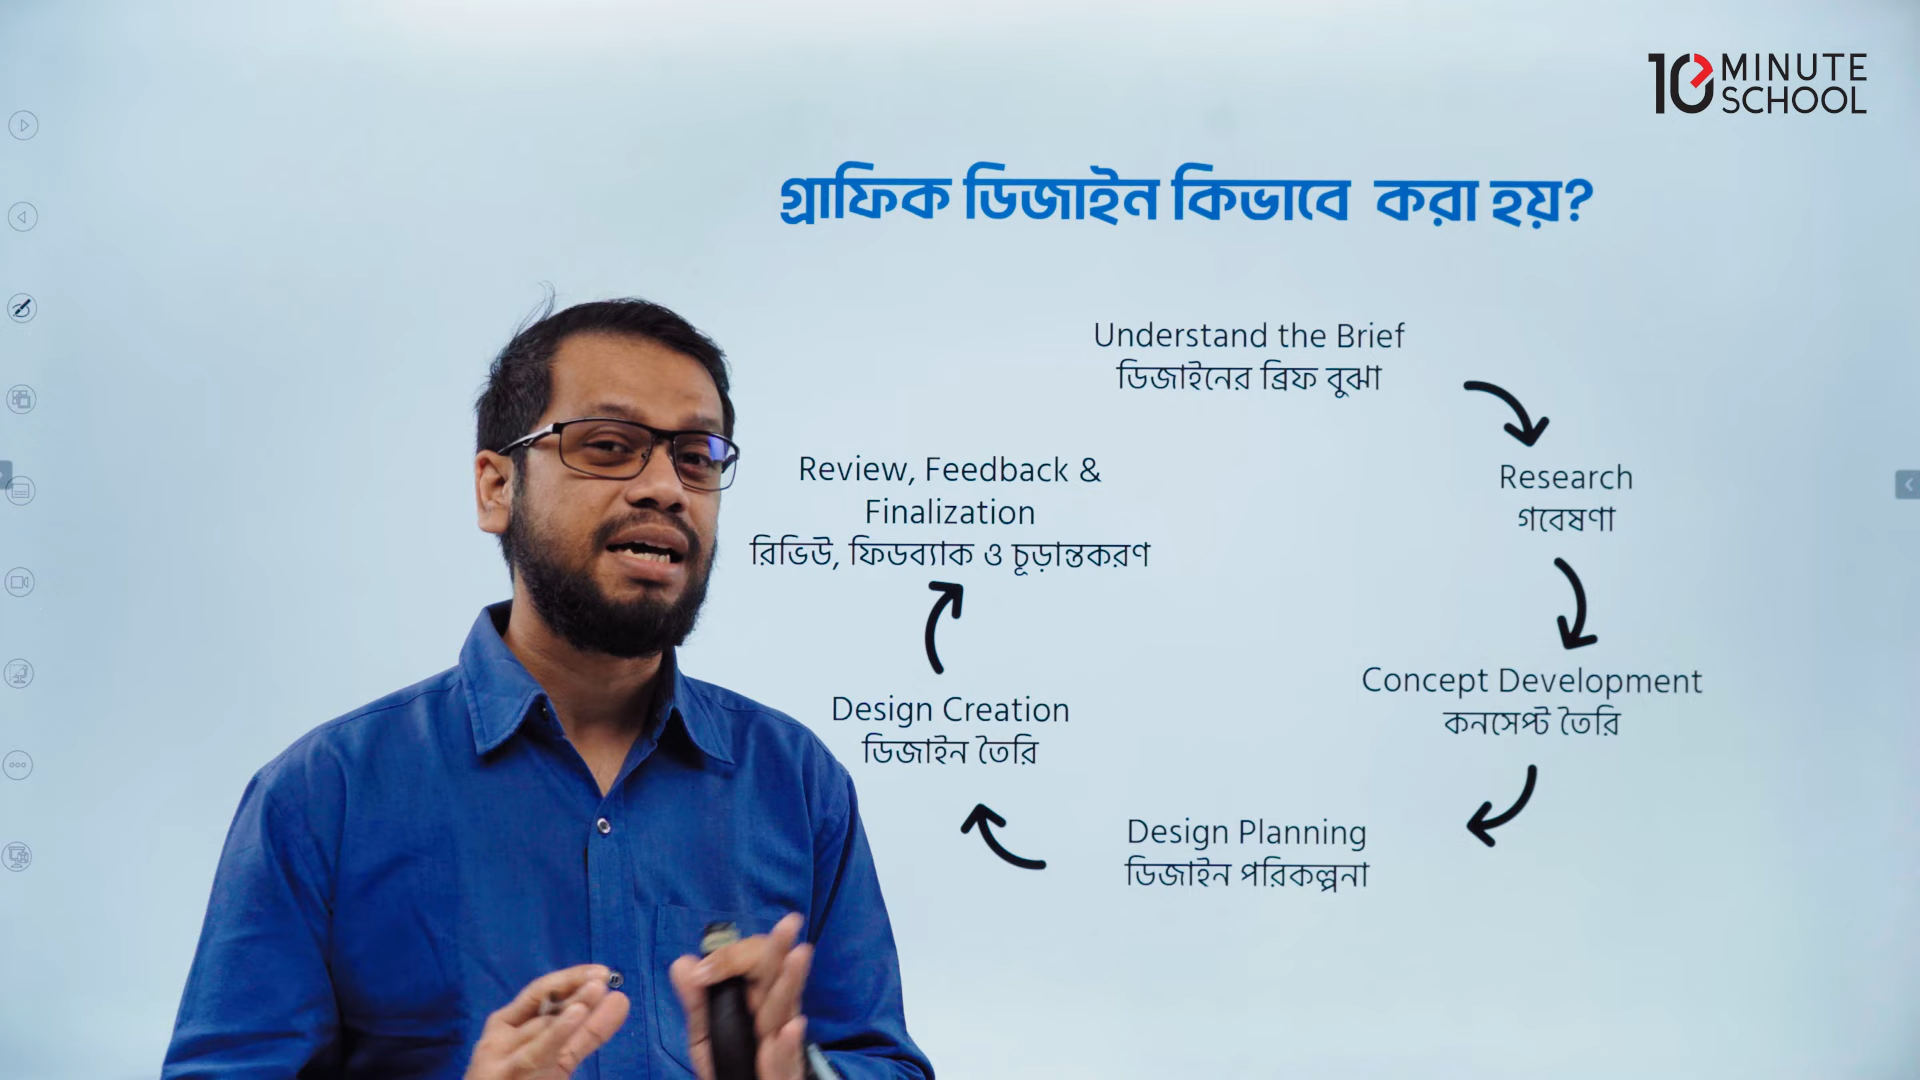 10 MINUTE
SCHOOL
গ্রাফিক ডিজাইন কিভাবে করা হয়?
Understand the Brief
ডিজাইনের ব্রিফ বুঝা
Research
গবেষণা
Concept Development
কনসেপ্ট তৈরি
Design Planning
ডিজাইন পরিকল্পনা
Design Creation
ডিজাইন তৈরি
Review, Feedback &
Finalization
রিভিউ, ফিডব্যাক ও চূড়ান্তকরণ